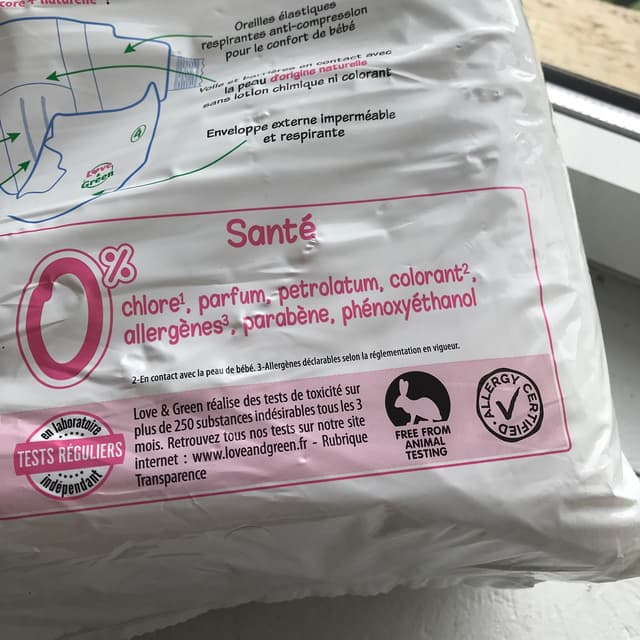 core + naturelle
Oreilles élastiques
respirantes anti-compression
pour le confort de bébé
Voile et barrières en contact avec
la peau d'origine naturelle
sans lotion chimique ni colorant
Enveloppe externe imperméable
et respirante
4
Love
&
Green
Santé
0%
chlore¹, parfum, petrolatum, colorant²,
allergènes³, parabène, phénoxyéthanol
2-En contact avec la peau de bébé. 3-Allergènes déclarables selon la réglementation en vigueur.
en laboratoire
TESTS RÉGULIERS
indépendant
Love & Green réalise des tests de toxicité sur
plus de 250 substances indésirables tous les 3
mois. Retrouvez tous nos tests sur notre site
internet : www.loveandgreen.fr - Rubrique
Transparence
FREE FROM
ANIMAL
TESTING
ALLERGY CERTIFIED